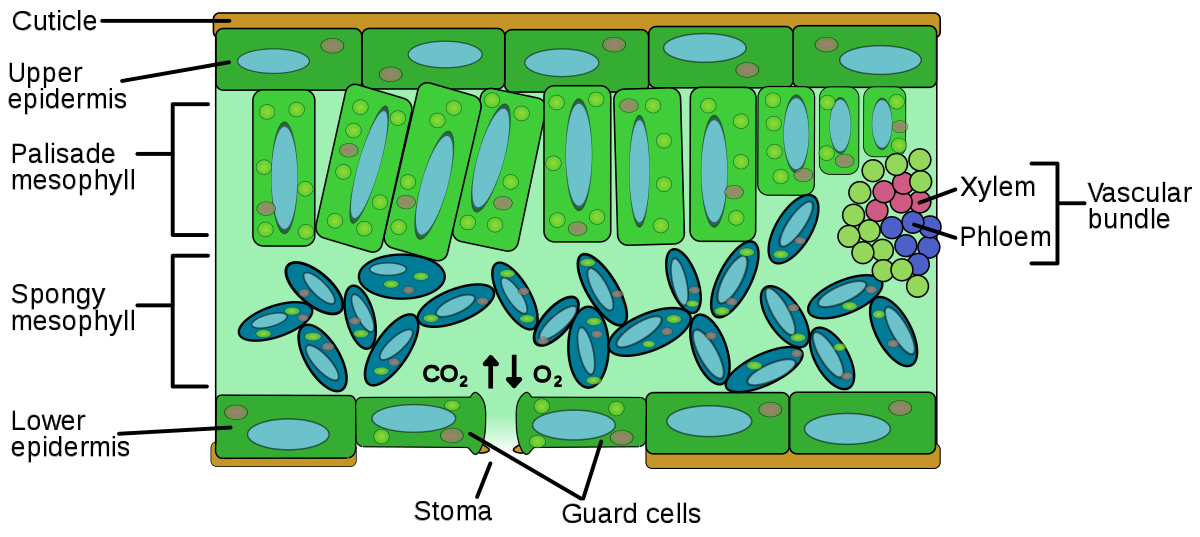 Cuticle
Upper
epidermis
Palisade
mesophyll
Spongy
mesophyll
Lower
epidermis
Xylem
Phloem
Vascular
bundle
CO₂
O₂
Stoma
Guard cells